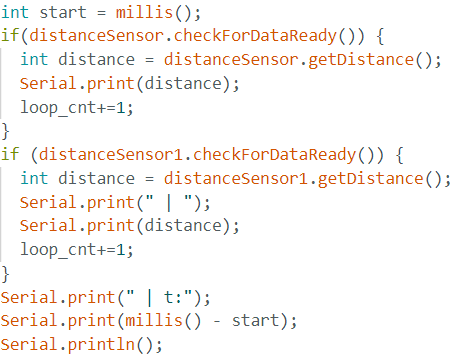 int start = millis();
if(distanceSensor.checkForDataReady()) {
  int distance = distanceSensor.getDistance();
  Serial.print(distance);
  loop_cnt+=1;
}
if (distanceSensor1.checkForDataReady()) {
  int distance = distanceSensor1.getDistance();
  Serial.print(" | ");
  Serial.print(distance);
  loop_cnt+=1;
}
Serial.print(" | t:");
Serial.print(millis() - start);
Serial.println();